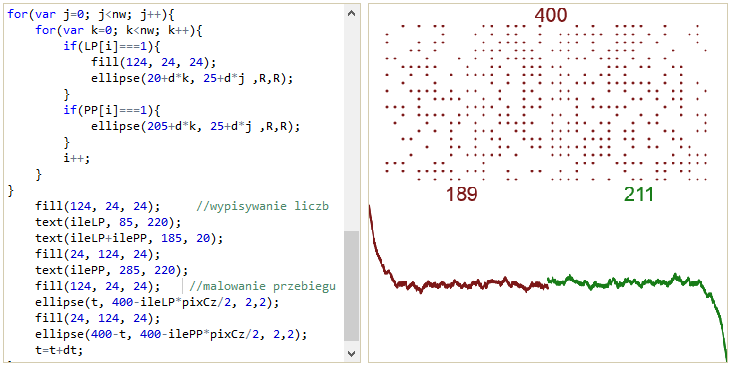 for(var j=0; j<nw; j++){
for(var k=0; k<nw; k++){
if(LP[i]===1){
fill(124, 24, 24);
ellipse(20+d*k, 25+d*j ,R,R);
}
if(PP[i]===1){
ellipse(205+d*k, 25+d*j ,R,R);
}
i++;
}
}
fill(124, 24, 24); //wypisywanie liczb
text(ileLP, 85, 220);
text(ileLP+ilePP, 185, 20);
fill(24, 124, 24);
text(ilePP, 285, 220);
fill(124, 24, 24); //malowanie przebiegu
ellipse(t, 400-ileLP*pixCz/2, 2,2);
fill(24, 124, 24);
ellipse(400-t, 400-ilePP*pixCz/2, 2,2);
t=t+dt;
400
189
211